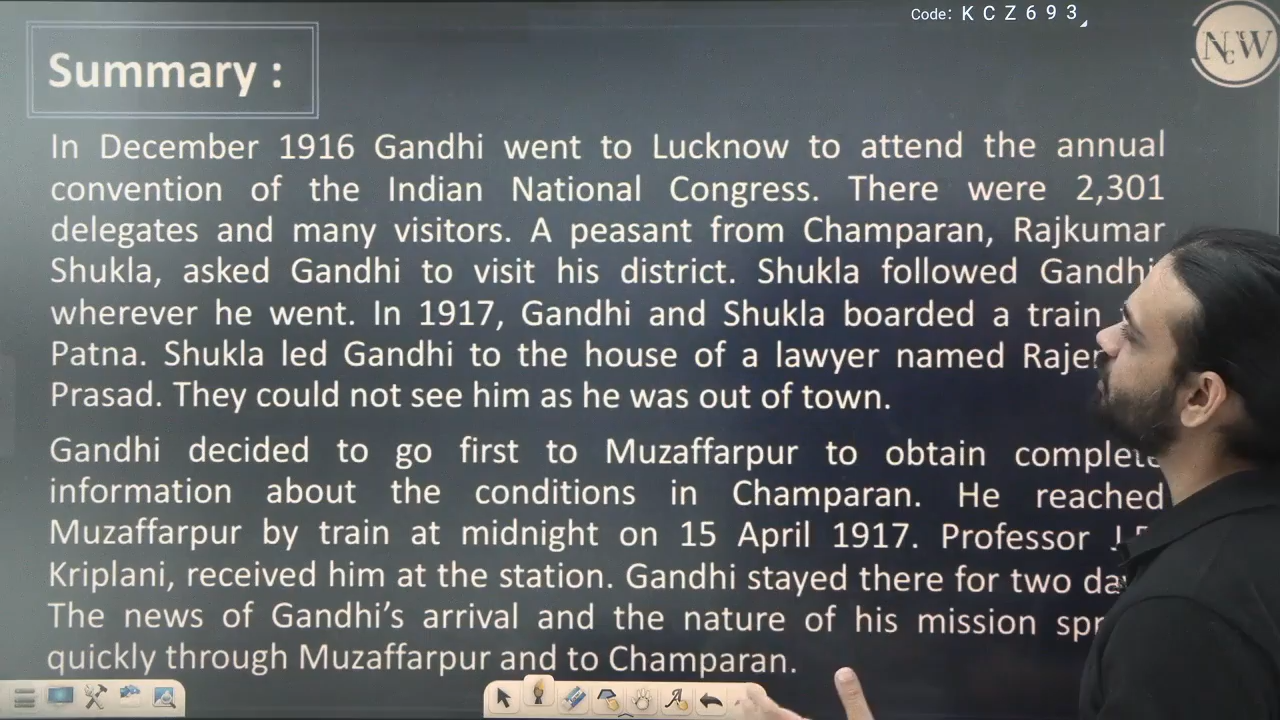 Code: K C Z 6 9 3
N C W
Summary :
In December 1916 Gandhi went to Lucknow to attend the annual
convention of the Indian National Congress. There were 2,301
delegates and many visitors. A peasant from Champaran, Rajkumar
Shukla, asked Gandhi to visit his district. Shukla followed Gandhi
wherever he went. In 1917, Gandhi and Shukla boarded a train
Patna. Shukla led Gandhi to the house of a lawyer named
Prasad. They could not see him as he was out of town.
Gandhi decided to go first to Muzaffarpur to obtain complete
information about the conditions in Champaran. He reached
Muzaffarpur by train at midnight on 15 April 1917. Professor
Kriplani, received him at the station. Gandhi stayed there for two
The news of Gandhi's arrival and the nature of his mission
quickly through Muzaffarpur and to Champaran.